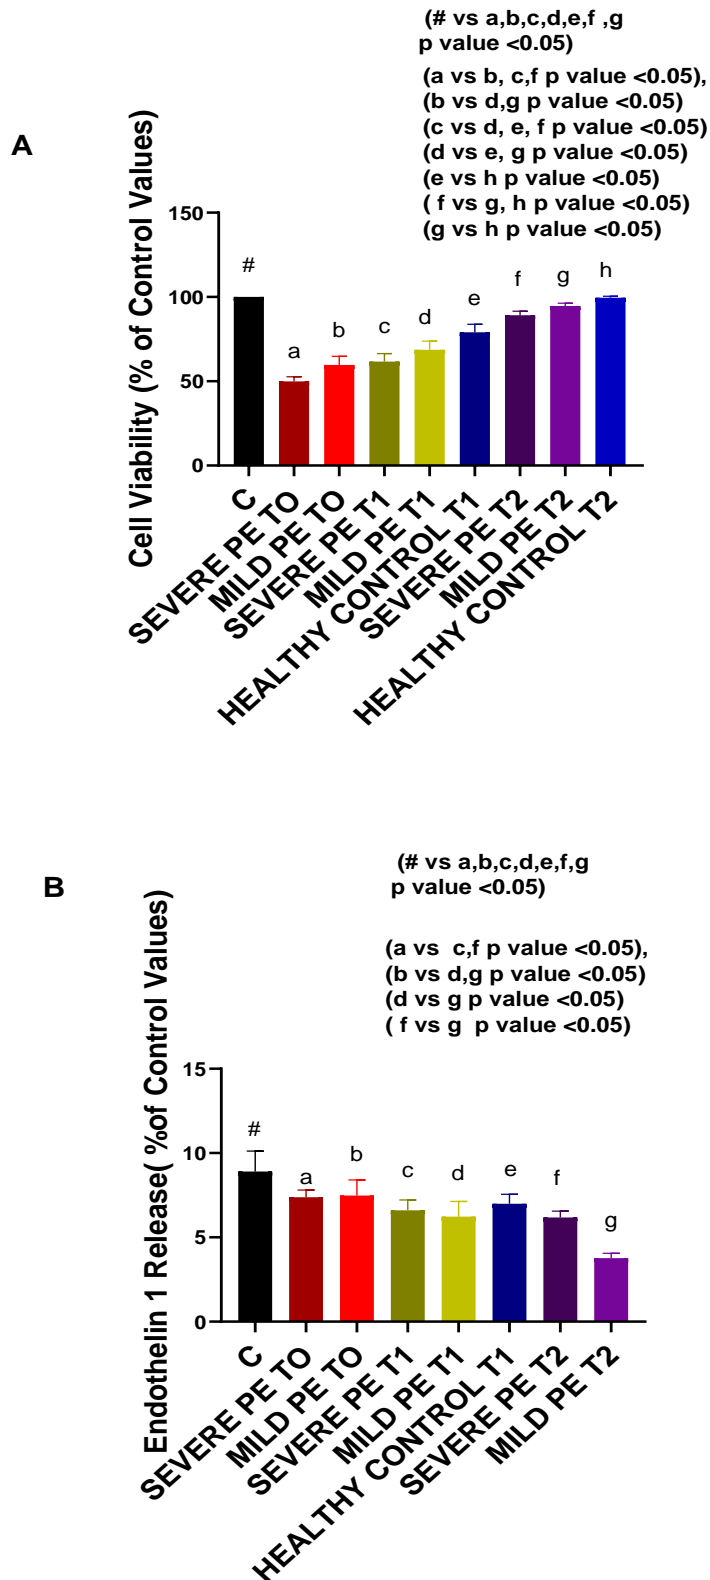 (# vs a,b,c,d,e,f ,g
p value <0.05)
(a vs b, c,f p value <0.05),
(b vs d,g p value <0.05)
(c vs d, e, f p value <0.05)
(d vs e, g p value <0.05)
(e vs h p value <0.05)
( f vs g, h p value <0.05)
(g vs h p value <0.05)
A
Cell Viability (% of Control Values)
150
100
50
0
#
a
b
c
d
e
f
g
h
C
SEVERE PE TO
MILD PE TO
SEVERE PE T1
MILD PE T1
HEALTHY CONTROL T1
SEVERE PE T2
MILD PE T2
HEALTHY CONTROL T2
(# vs a,b,c,d,e,f,g
p value <0.05)
(a vs c,f p value <0.05),
(b vs d,g p value <0.05)
(d vs g p value <0.05)
( f vs g p value <0.05)
B
Endothelin 1 Release( %of Control Values)
15
10
5
0
#
a
b
c
d
e
f
g
C
SEVERE PE TO
MILD PE TO
SEVERE PE T1
MILD PE T1
HEALTHY CONTROL T1
SEVERE PE T2
MILD PE T2